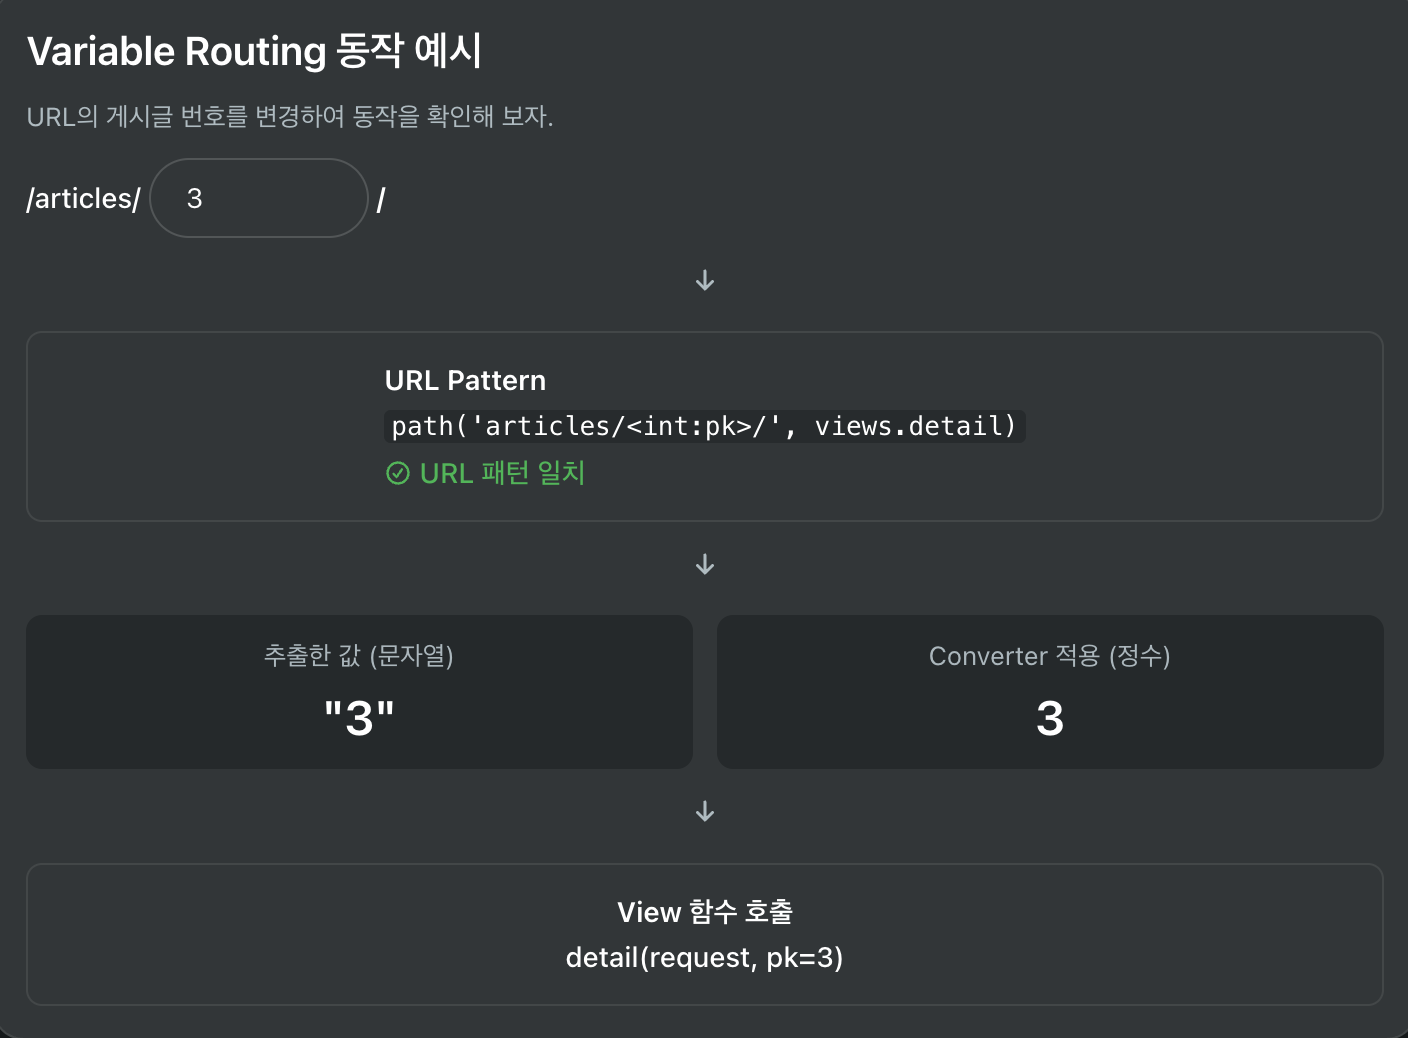 Variable Routing 동작 예시
URL의 게시글 번호를 변경하여 동작을 확인해 보자.
/articles/ 3 /
URL Pattern
path('articles/<int:pk>/', views.detail)
URL 패턴 일치
추출한 값 (문자열)
"3"
Converter 적용 (정수)
3
View 함수 호출
detail(request, pk=3)